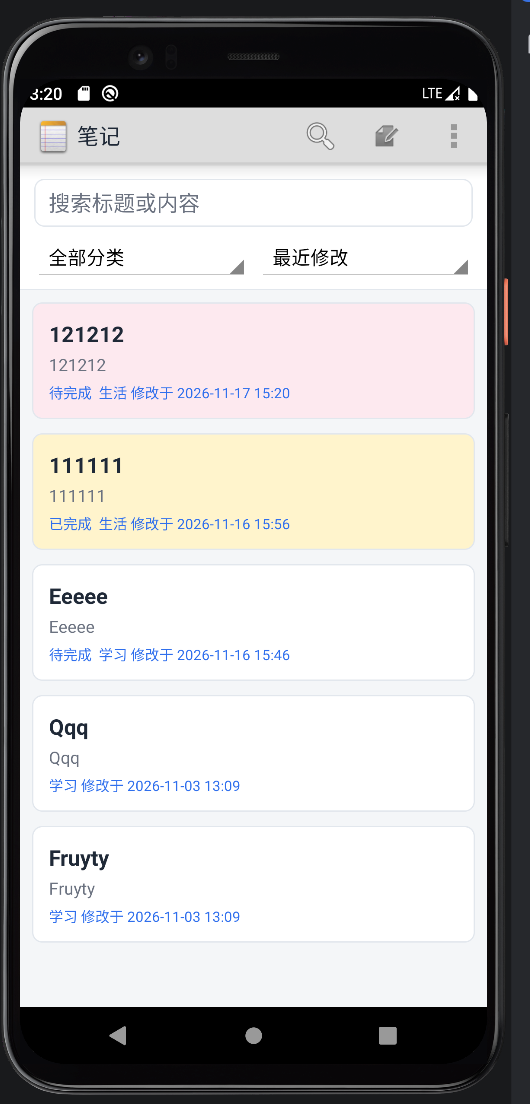 3:20 LTE
笔记
搜索标题或内容
全部分类 最近修改
121212
121212
待完成 生活 修改于 2026-11-17 15:20
111111
111111
已完成 生活 修改于 2026-11-16 15:56
Eeeee
Eeeee
待完成 学习 修改于 2026-11-16 15:46
Qqq
Qqq
学习 修改于 2026-11-03 13:09
Fruyty
Fruyty
学习 修改于 2026-11-03 13:09